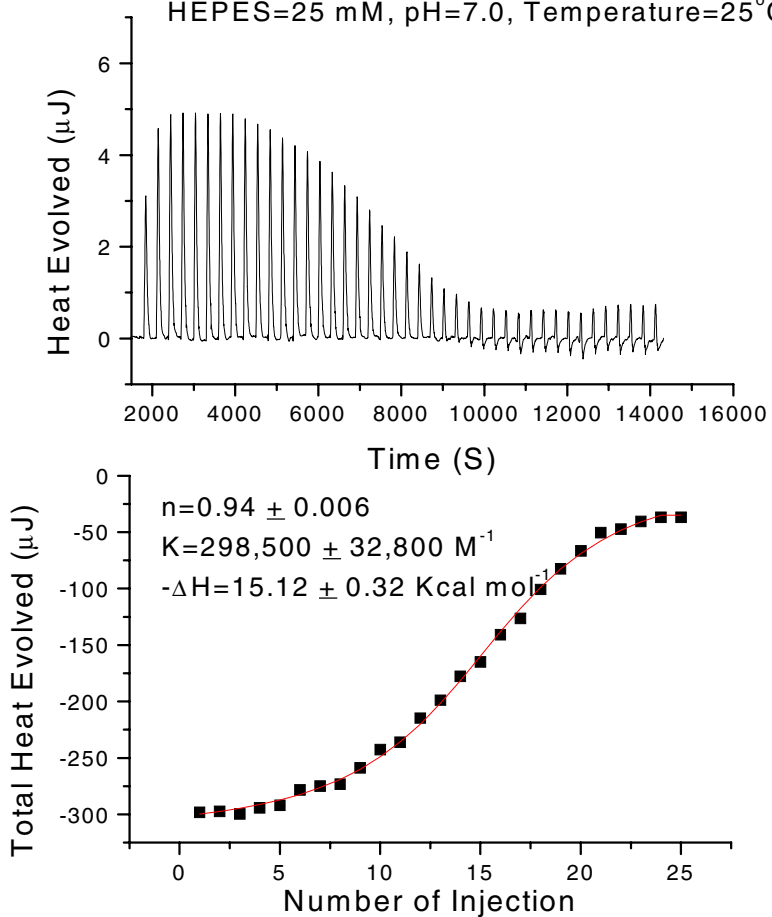 HEPES=25 mM, pH=7.0, Temperature=25°C
Heat Evolved (μJ)
6
4
2
0
2000 4000 6000 8000 10000 12000 14000 16000
Time (S)
Total Heat Evolved (μJ)
0
-50
-100
-150
-200
-250
-300
n=0.94 ± 0.006
K=298,500 ± 32,800 M⁻¹
-ΔH=15.12 ± 0.32 Kcal mol⁻¹
0 5 10 15 20 25
Number of Injection